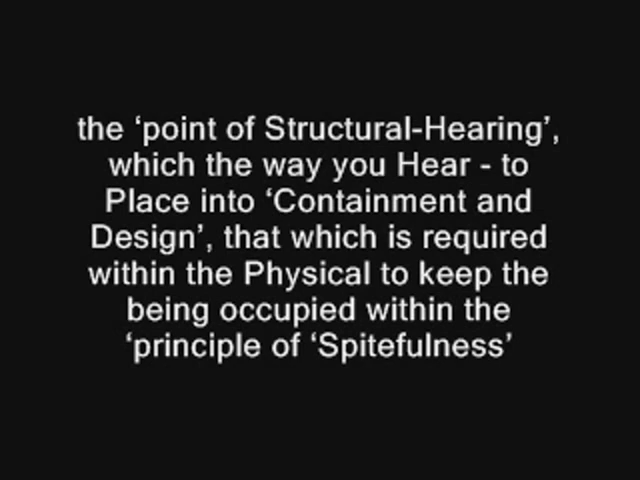 the ‘point of Structural-Hearing’,
which the way you Hear - to
Place into ‘Containment and
Design’, that which is required
within the Physical to keep the
being occupied within the
‘principle of ‘Spitefulness’